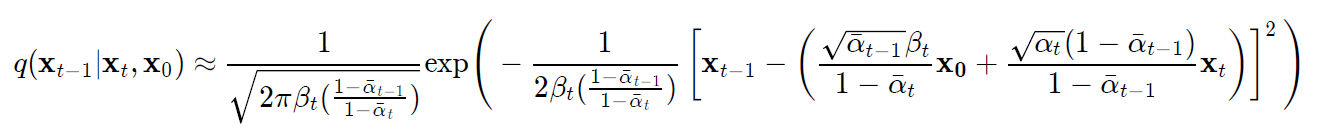 $q(\mathbf{x}_{t-1}|\mathbf{x}_t, \mathbf{x}_0) \approx \frac{1}{\sqrt{2\pi\beta_t(\frac{1-\bar{\alpha}_{t-1}}{1-\bar{\alpha}_t})}} \exp\left( -\frac{1}{2\beta_t(\frac{1-\bar{\alpha}_{t-1}}{1-\bar{\alpha}_t})} \left[ \mathbf{x}_{t-1} - \left( \frac{\sqrt{\bar{\alpha}_{t-1}}\beta_t}{1-\bar{\alpha}_t} \mathbf{x_0} + \frac{\sqrt{\alpha_t}(1-\bar{\alpha}_{t-1})}{1-\bar{\alpha}_{t-1}} \mathbf{x}_t \right) \right]^2 \right)$